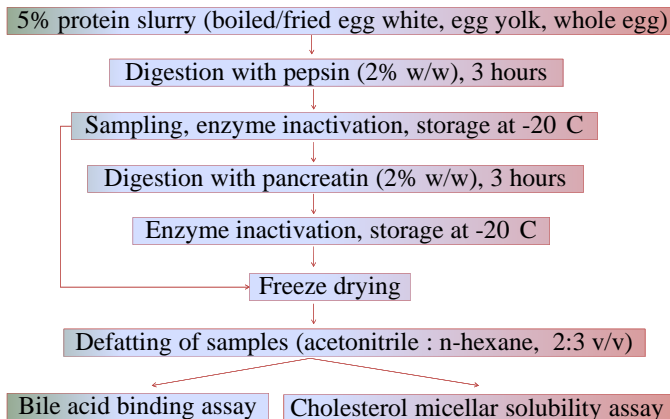 5% protein slurry (boiled/fried egg white, egg yolk, whole egg)
Digestion with pepsin (2% w/w), 3 hours
Sampling, enzyme inactivation, storage at -20 C
Digestion with pancreatin (2% w/w), 3 hours
Enzyme inactivation, storage at -20 C
Freeze drying
Defatting of samples (acetonitrile : n-hexane, 2:3 v/v)
Bile acid binding assay
Cholesterol micellar solubility assay